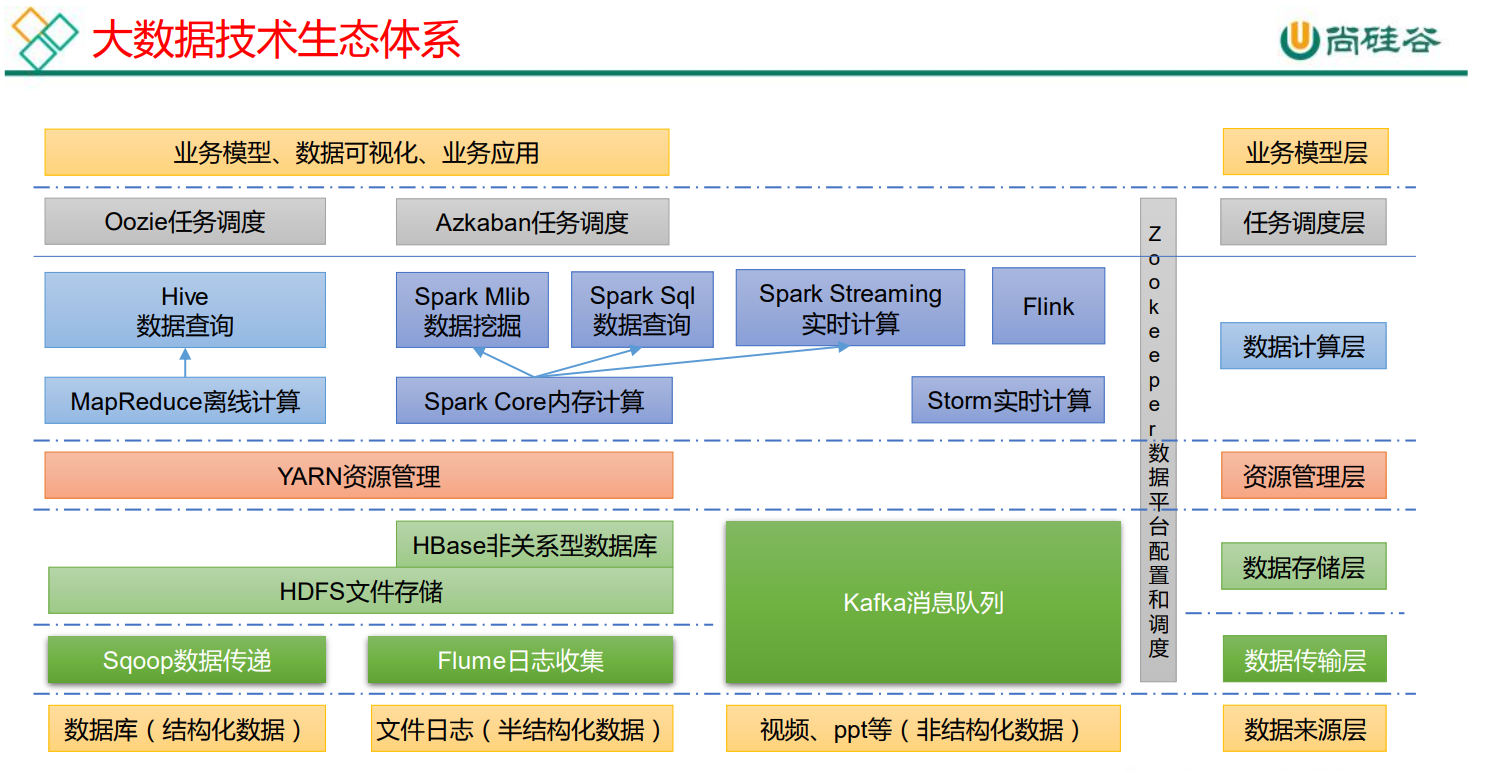 大数据技术生态体系
尚硅谷
业务模型、数据可视化、业务应用
业务模型层
Oozie任务调度
Azkaban任务调度
任务调度层
Hive
数据查询
Spark Mlib
数据挖掘
Spark Sql
数据查询
Spark Streaming
实时计算
Flink
数据计算层
MapReduce离线计算
Spark Core内存计算
Storm实时计算
Zookeeper数据平台配置和调度
YARN资源管理
资源管理层
HBase非关系型数据库
HDFS文件存储
Kafka消息队列
数据存储层
Sqoop数据传递
Flume日志收集
数据传输层
数据库（结构化数据）
文件日志（半结构化数据）
视频、ppt等（非结构化数据）
数据来源层